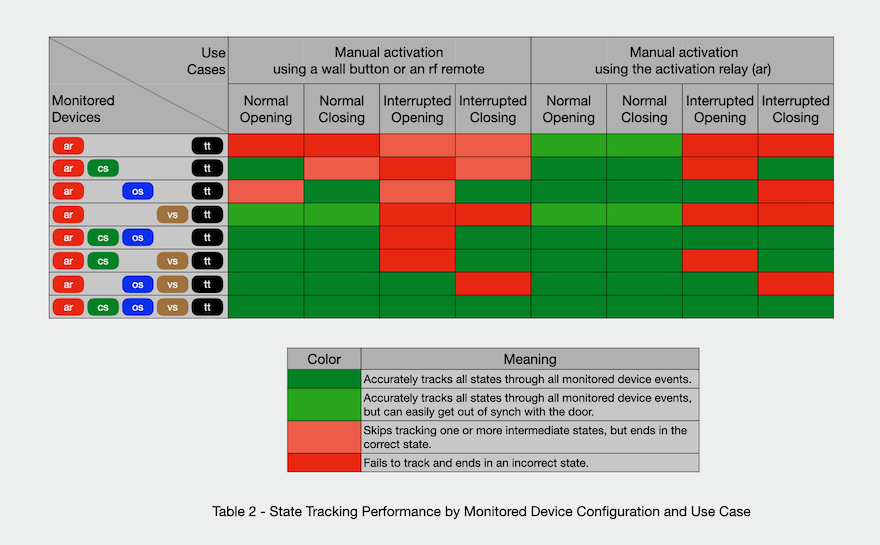 Use
Cases
Manual activation
using a wall button or an rf remote
Manual activation
using the activation relay (ar)
Monitored
Devices
Normal
Opening
Normal
Closing
Interrupted
Opening
Interrupted
Closing
Normal
Opening
Normal
Closing
Interrupted
Opening
Interrupted
Closing
ar tt
ar cs tt
ar os tt
ar vs tt
ar cs os tt
ar cs vs tt
ar os vs tt
ar cs os vs tt
Color Meaning
Accurately tracks all states through all monitored device events.
Accurately tracks all states through all monitored device events,
but can easily get out of synch with the door.
Skips tracking one or more intermediate states, but ends in the
correct state.
Fails to track and ends in an incorrect state.
Table 2 - State Tracking Performance by Monitored Device Configuration and Use Case